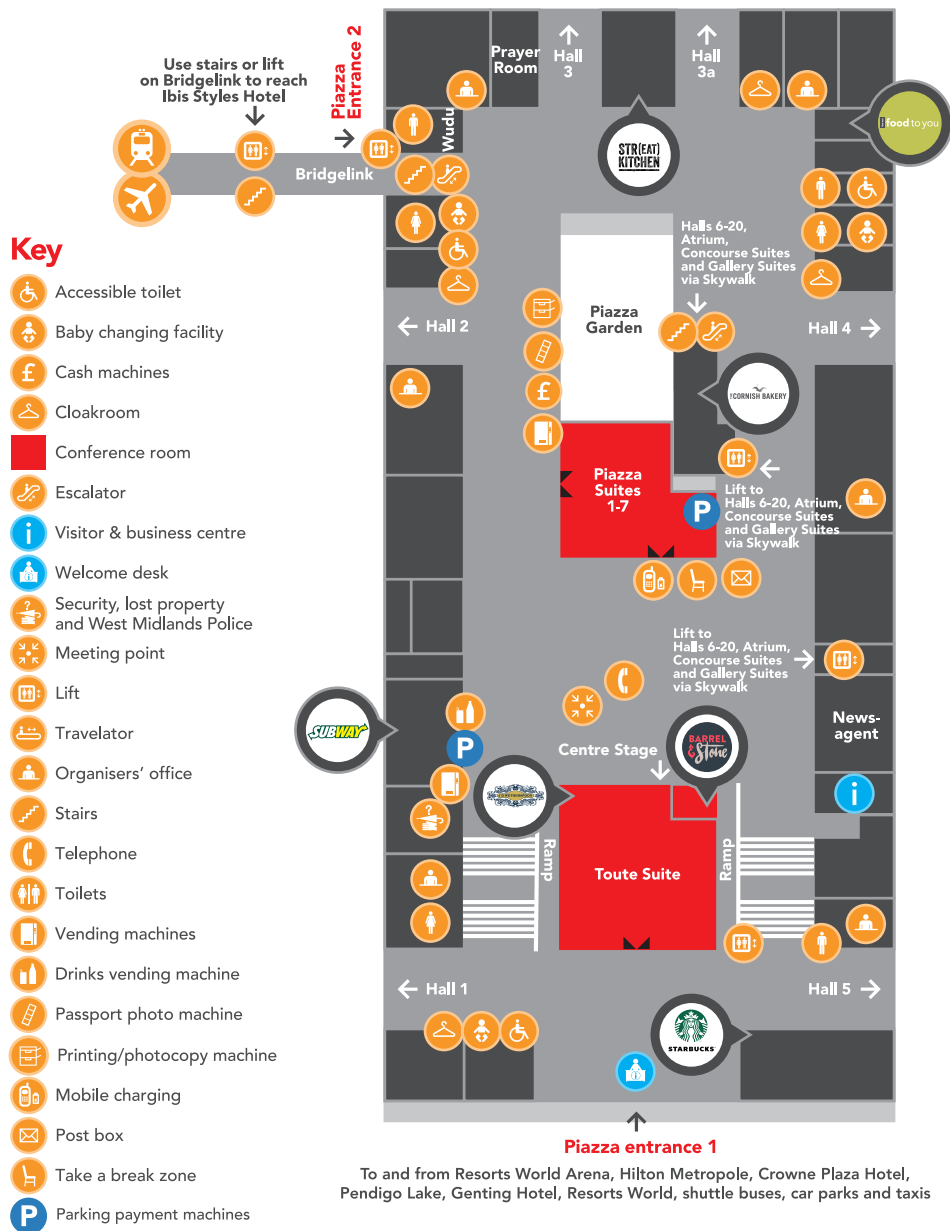 Use stairs or lift
on Bridgelink to reach
Ibis Styles Hotel
Piazza
Entrance 2
Bridgelink
Prayer
Room
Wudu
Hall
3
Hall
3a
STR(EAT)
KITCHEN
food to you
Halls 6-20,
Atrium,
Concourse Suites
and Gallery Suites
via Skywalk
Hall 2
Piazza
Garden
Hall 4
THE CORNISH BAKERY
Piazza
Suites
1-7
P
Lift to
Halls 6-20, Atrium,
Concourse Suites
and Gallery Suites
via Skywalk
£
Lift to
Halls 6-20, Atrium,
Concourse Suites
and Gallery Suites
via Skywalk
SUBWAY
P
Centre Stage
BARREL
& Stone
News-
agent
i
Ramp
Toute Suite
Ramp
Hall 1
Hall 5
STARBUCKS
Piazza entrance 1
To and from Resorts World Arena, Hilton Metropole, Crowne Plaza Hotel,
Pendigo Lake, Genting Hotel, Resorts World, shuttle buses, car parks and taxis
Key
Accessible toilet
Baby changing facility
£ Cash machines
Cloakroom
Conference room
Escalator
i Visitor & business centre
Welcome desk
Security, lost property
and West Midlands Police
Meeting point
Lift
Travelator
Organisers' office
Stairs
Telephone
Toilets
Vending machines
Drinks vending machine
Passport photo machine
Printing/photocopy machine
Mobile charging
Post box
Take a break zone
P Parking payment machines